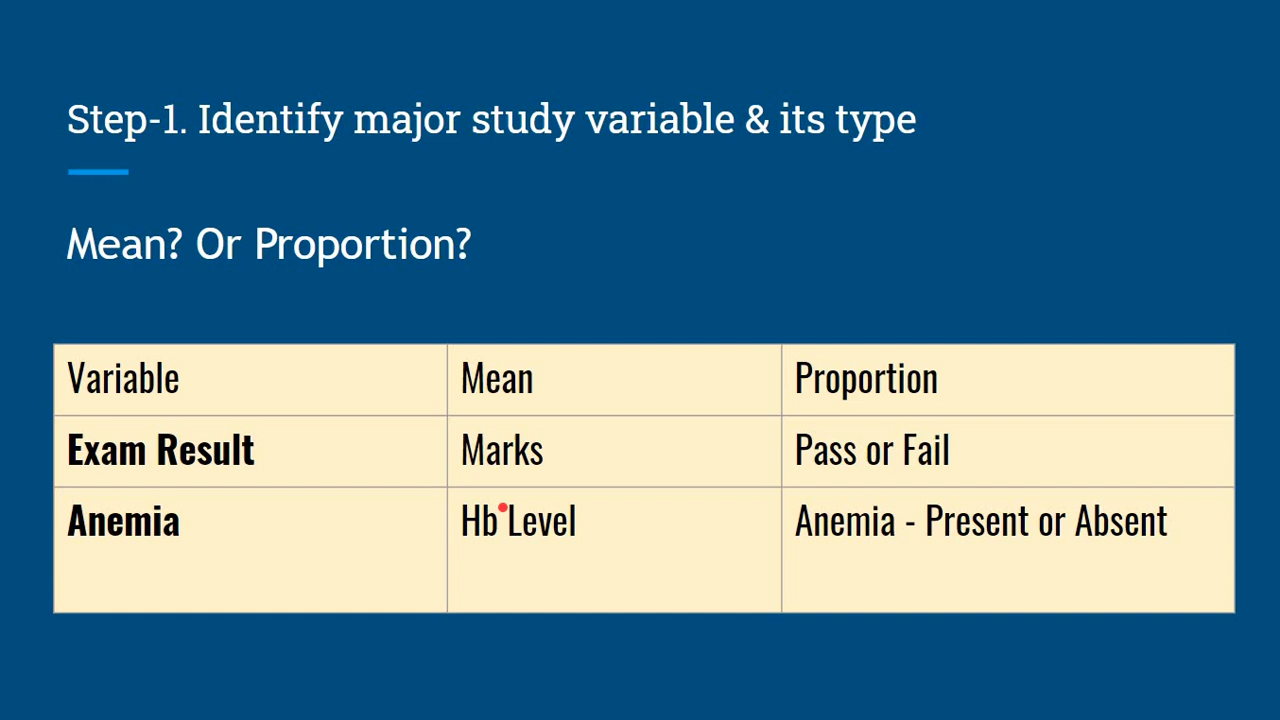 Step-1. Identify major study variable & its type
Mean? Or Proportion?
Variable Mean Proportion
Exam Result Marks Pass or Fail
Anemia Hb Level Anemia - Present or Absent